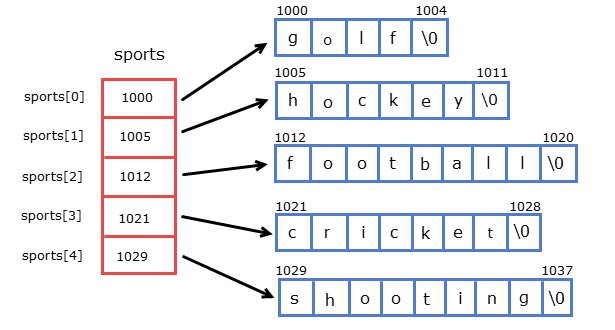 1000 1004
g o l f \0
sports
1005 1011
sports[0] 1000
h o c k e y \0
sports[1] 1005
1012 1020
f o o t b a l l \0
sports[2] 1012
1021 1028
sports[3] 1021
c r i c k e t \0
sports[4] 1029
1029 1037
s h o o t i n g \0